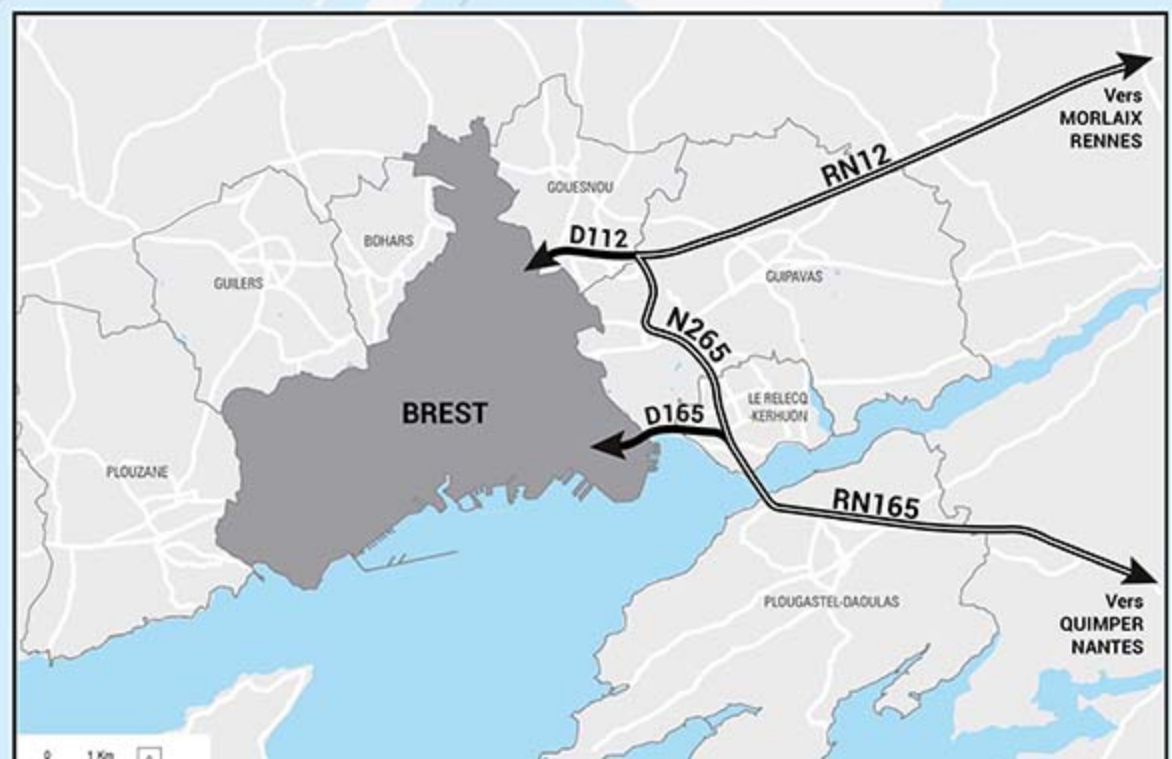 Vers
MORLAIX
RENNES
RN12
GOUESNOU
D112
BOHARS
GUILERS
GUIPAVAS
N265
LE RELECQ
-KERHUON
D165
BREST
PLOUZANE
RN165
PLOUGASTEL-DAOULAS
Vers
QUIMPER
NANTES
0 1 Km